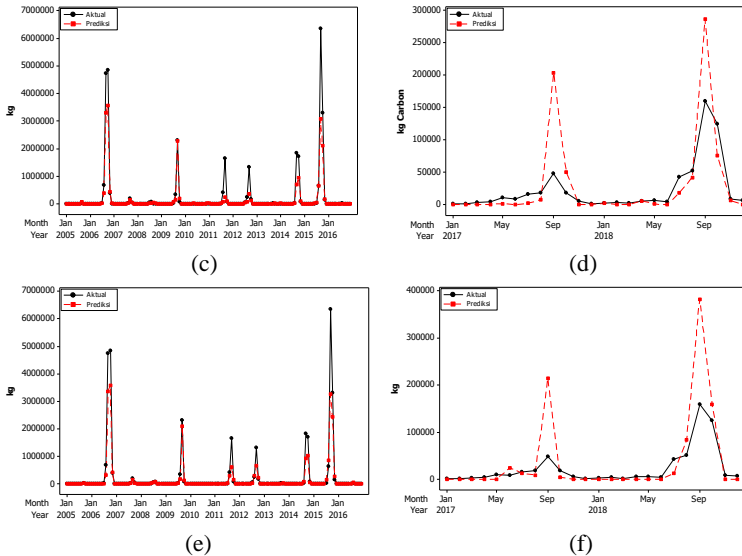 7000000
6000000
5000000
4000000
3000000
2000000
1000000
0
kg
Aktual
Prediksi
Month Jan Jan Jan Jan Jan Jan Jan Jan Jan Jan Jan Jan
Year 2005 2006 2007 2008 2009 2010 2011 2012 2013 2014 2015 2016
(c)
300000
250000
200000
150000
100000
50000
0
kg Carbon
Aktual
Prediksi
Month Jan May Sep Jan May Sep
Year 2017 2018
(d)
7000000
6000000
5000000
4000000
3000000
2000000
1000000
0
kg
Aktual
Prediksi
Month Jan Jan Jan Jan Jan Jan Jan Jan Jan Jan Jan Jan
Year 2005 2006 2007 2008 2009 2010 2011 2012 2013 2014 2015 2016
(e)
400000
300000
200000
100000
0
kg
Aktual
Prediksi
Month Jan May Sep Jan May Sep
Year 2017 2018
(f)